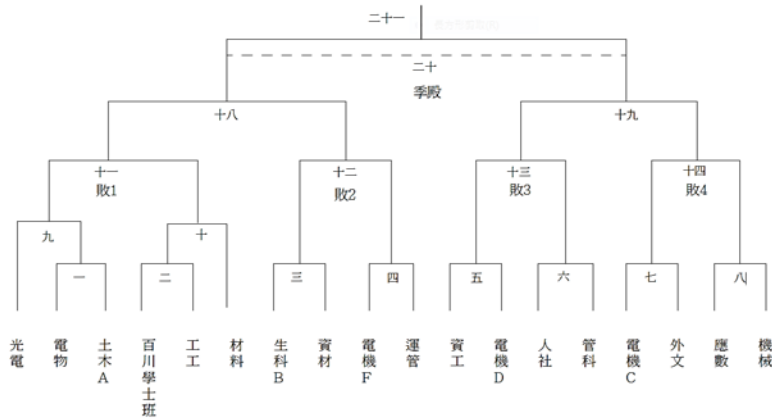 二十一
二十
季殿
十八
十九
十一
敗1
十二
敗2
十三
敗3
十四
敗4
九
十
一
二
三
四
五
六
七
八
光電
電物
土木A
百川學士班
工工
材料
生科B
資材
電機F
運管
資工
電機D
人社
管科
電機C
外文
應數
機械